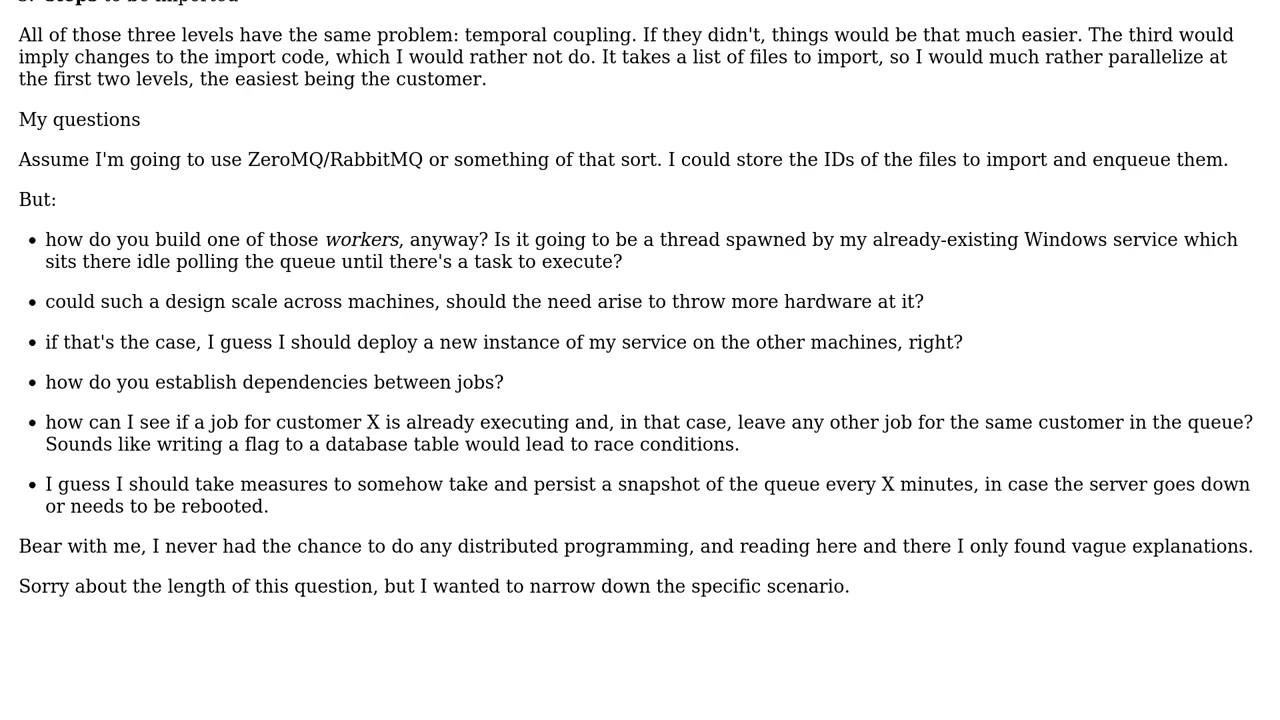 3. Steps to be imported
All of those three levels have the same problem: temporal coupling. If they didn't, things would be that much easier. The third would
imply changes to the import code, which I would rather not do. It takes a list of files to import, so I would much rather parallelize at
the first two levels, the easiest being the customer.
My questions
Assume I'm going to use ZeroMQ/RabbitMQ or something of that sort. I could store the IDs of the files to import and enqueue them.
But:
• how do you build one of those workers, anyway? Is it going to be a thread spawned by my already-existing Windows service which
sits there idle polling the queue until there's a task to execute?
• could such a design scale across machines, should the need arise to throw more hardware at it?
• if that's the case, I guess I should deploy a new instance of my service on the other machines, right?
• how do you establish dependencies between jobs?
• how can I see if a job for customer X is already executing and, in that case, leave any other job for the same customer in the queue?
Sounds like writing a flag to a database table would lead to race conditions.
• I guess I should take measures to somehow take and persist a snapshot of the queue every X minutes, in case the server goes down
or needs to be rebooted.
Bear with me, I never had the chance to do any distributed programming, and reading here and there I only found vague explanations.
Sorry about the length of this question, but I wanted to narrow down the specific scenario.